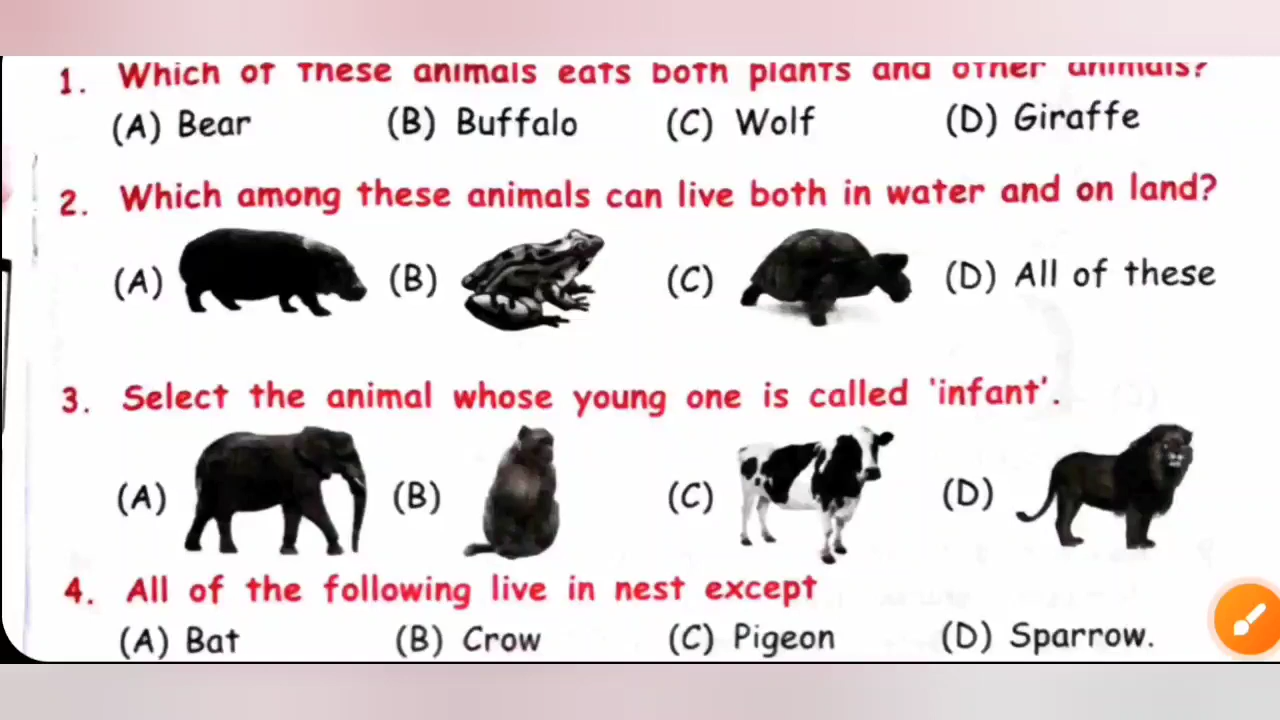 1. Which of these animals eats both plants and other animals?
(A) Bear (B) Buffalo (C) Wolf (D) Giraffe
2. Which among these animals can live both in water and on land?
(A) (B) (C) (D) All of these
3. Select the animal whose young one is called 'infant'.
(A) (B) (C) (D)
4. All of the following live in nest except
(A) Bat (B) Crow (C) Pigeon (D) Sparrow.